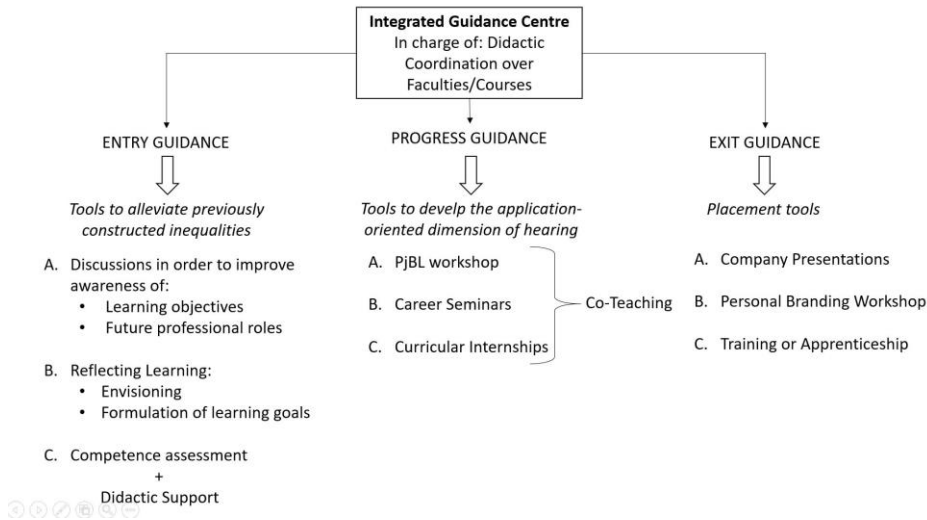 Integrated Guidance Centre
In charge of: Didactic
Coordination over
Faculties/Courses
ENTRY GUIDANCE
Tools to alleviate previously
constructed inequalities
A. Discussions in order to improve
awareness of:
• Learning objectives
• Future professional roles
B. Reflecting Learning:
• Envisioning
• Formulation of learning goals
C. Competence assessment
+
Didactic Support
PROGRESS GUIDANCE
Tools to develp the application-
oriented dimension of hearing
A. PjBL workshop
B. Career Seminars
C. Curricular Internships
Co-Teaching
EXIT GUIDANCE
Placement tools
A. Company Presentations
B. Personal Branding Workshop
C. Training or Apprenticeship